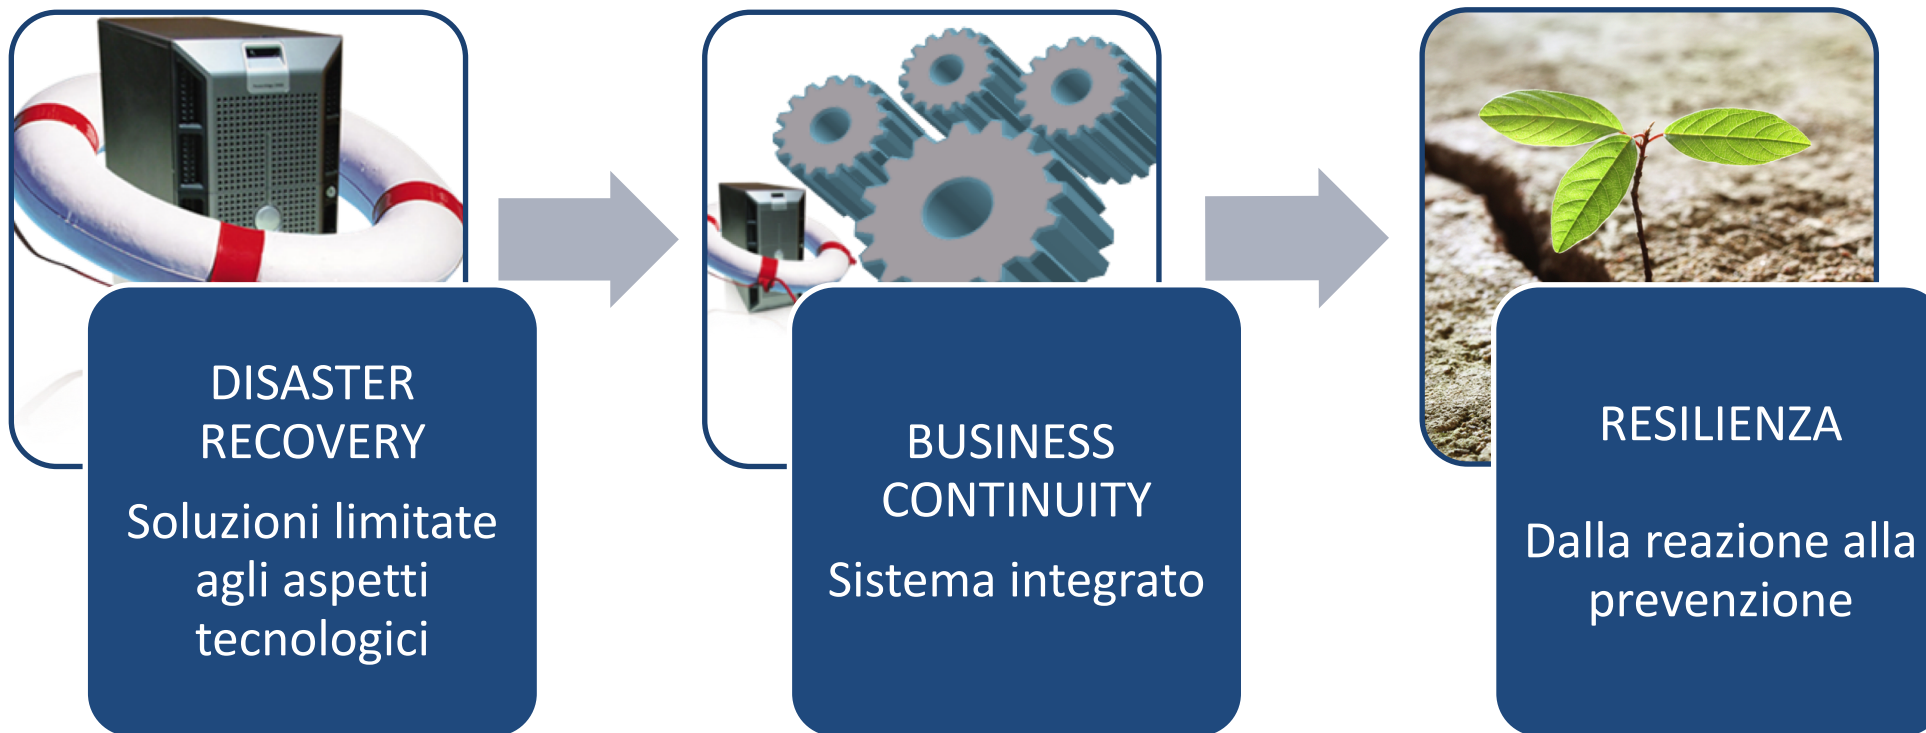 DISASTER
RECOVERY
Soluzioni limitate
agli aspetti
tecnologici
BUSINESS
CONTINUITY
Sistema integrato
RESILIENZA
Dalla reazione alla
prevenzione